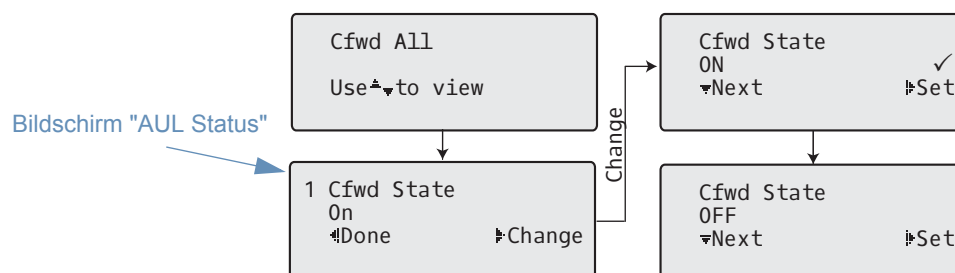 Cfwd All
Use▲▼to view
Bildschirm "AUL Status"
1 Cfwd State
On
◀Done ▶Change
Change
Cfwd State
ON ✓
▼Next ▶Set
Cfwd State
OFF
▼Next ▶Set